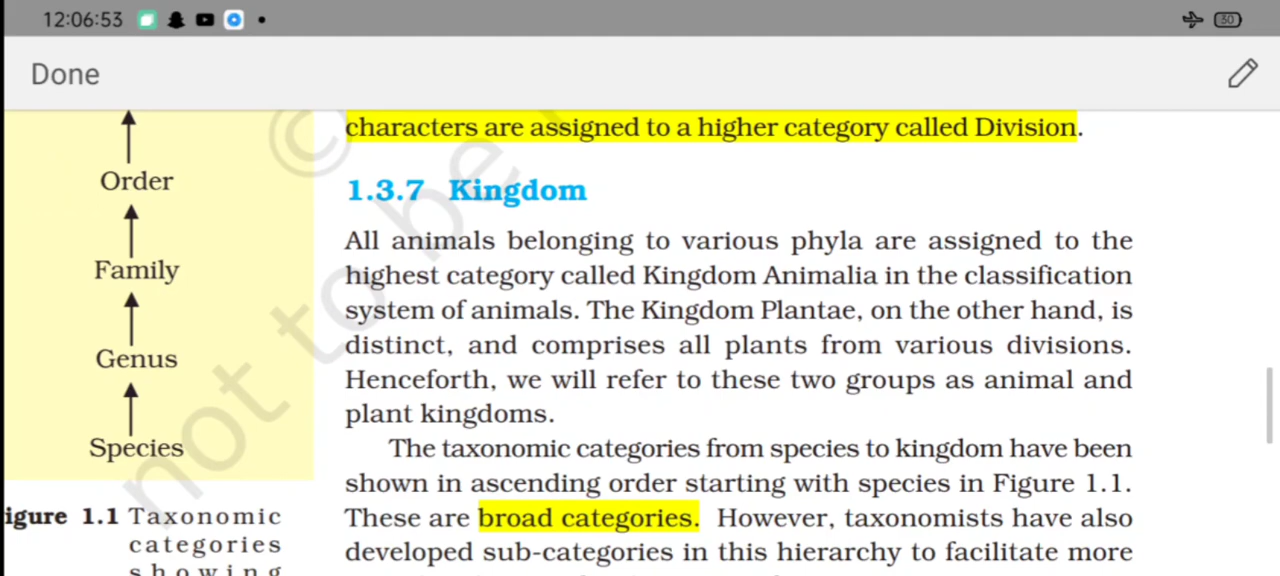 12:06:53
30
Done
characters are assigned to a higher category called Division.
Order
Family
Genus
Species
igure 1.1 Taxonomic
categories
showing
1.3.7 Kingdom
All animals belonging to various phyla are assigned to the
highest category called Kingdom Animalia in the classification
system of animals. The Kingdom Plantae, on the other hand, is
distinct, and comprises all plants from various divisions.
Henceforth, we will refer to these two groups as animal and
plant kingdoms.
The taxonomic categories from species to kingdom have been
shown in ascending order starting with species in Figure 1.1.
These are broad categories. However, taxonomists have also
developed sub-categories in this hierarchy to facilitate more
© not to be